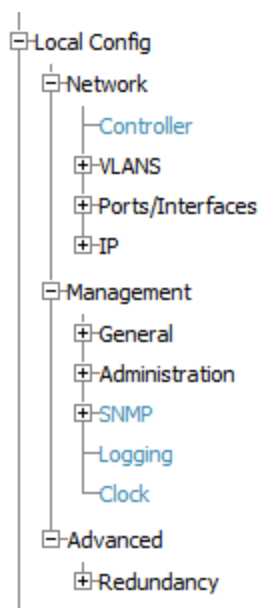 Local Config
Network
Controller
VLANS
Ports/Interfaces
IP
Management
General
Administration
SNMP
Logging
Clock
Advanced
Redundancy